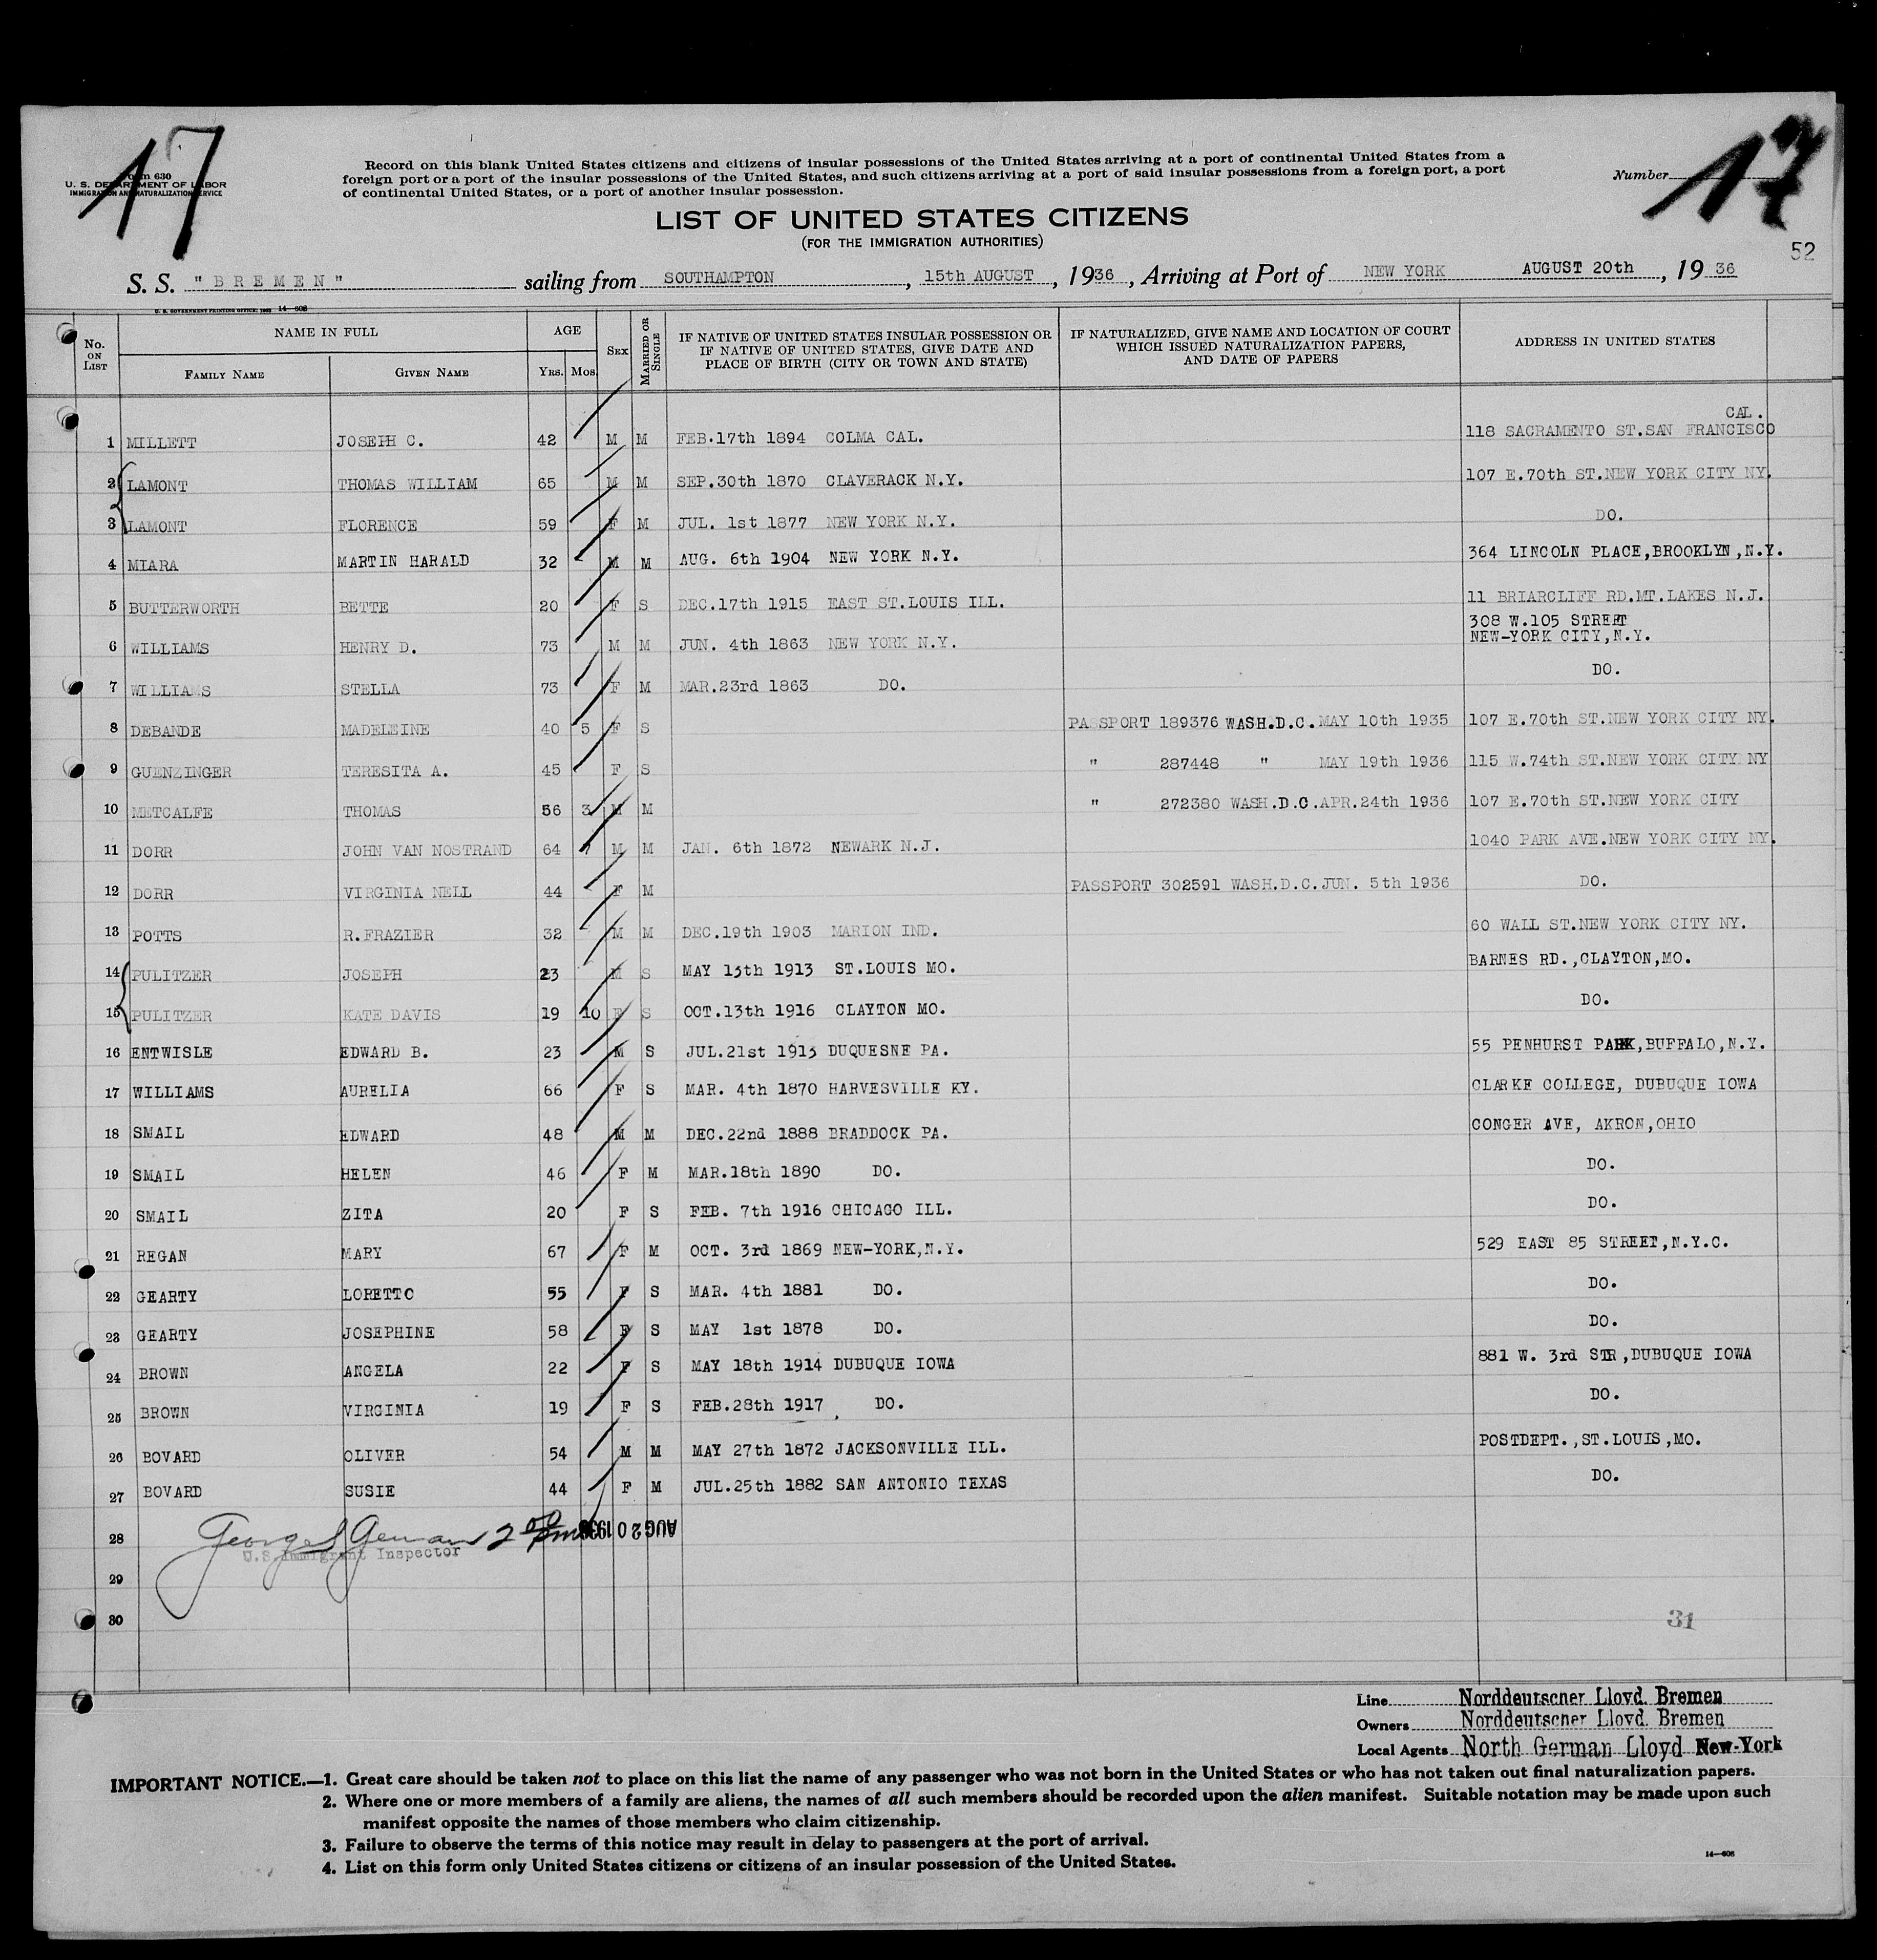 17
Form 630
U. S. DEPARTMENT OF LABOR
IMMIGRATION AND NATURALIZATION SERVICE
Record on this blank United States citizens and citizens of insular possessions of the United States arriving at a port of continental United States from a
foreign port or a port of the insular possessions of the United States, and such citizens arriving at a port of said insular possessions from a foreign port, a port
of continental United States, or a port of another insular possession.
Number 17
LIST OF UNITED STATES CITIZENS
(FOR THE IMMIGRATION AUTHORITIES)
52
S. S. "BREMEN" sailing from SOUTHAMPTON, 15th AUGUST, 1936, Arriving at Port of NEW YORK AUGUST 20th, 1936
U. S. GOVERNMENT PRINTING OFFICE: 14—608
No. ON LIST
NAME IN FULL
FAMILY NAME
GIVEN NAME
AGE
YRS. MOS.
SEX
MARRIED OR SINGLE
IF NATIVE OF UNITED STATES INSULAR POSSESSION OR
IF NATIVE OF UNITED STATES, GIVE DATE AND
PLACE OF BIRTH (CITY OR TOWN AND STATE)
IF NATURALIZED, GIVE NAME AND LOCATION OF COURT
WHICH ISSUED NATURALIZATION PAPERS,
AND DATE OF PAPERS
ADDRESS IN UNITED STATES
CAL.
1 MILLETT JOSEPH C. 42 M M FEB.17th 1894 COLMA CAL. 118 SACRAMENTO ST.SAN FRANCISCO
2 LAMONT THOMAS WILLIAM 65 M M SEP.30th 1870 CLAVERACK N.Y. 107 E.70th ST.NEW YORK CITY NY.
3 LAMONT FLORENCE 59 F M JUL. 1st 1877 NEW YORK N.Y. DO.
4 MIARA MARTIN HARALD 32 M M AUG. 6th 1904 NEW YORK N.Y. 364 LINCOLN PLACE,BROOKLYN,N.Y.
5 BUTTERWORTH BETTE 20 F S DEC.17th 1915 EAST ST.LOUIS ILL. 11 BRIARCLIFF RD.MT.LAKES N.J.
6 WILLIAMS HENRY D. 73 M M JUN. 4th 1863 NEW YORK N.Y. 308 W.105 STREET
NEW-YORK CITY,N.Y.
7 WILLIAMS STELLA 73 F M MAR.23rd 1863 DO. DO.
8 DEBANDE MADELEINE 40 5 F S PASSPORT 189376 WASH.D.C.MAY 10th 1935 107 E.70th ST.NEW YORK CITY NY.
9 GUENZINGER TERESITA A. 45 F S " 287448 " MAY 19th 1936 115 W.74th ST.NEW YORK CITY NY
10 METCALFE THOMAS 56 3 M M " 272380 WASH.D.C.APR.24th 1936 107 E.70th ST.NEW YORK CITY
11 DORR JOHN VAN NOSTRAND 64 7 M M JAN. 6th 1872 NEWARK N.J. 1040 PARK AVE.NEW YORK CITY NY.
12 DORR VIRGINIA NELL 44 F M PASSPORT 302591 WASH.D.C.JUN. 5th 1936 DO.
13 POTTS R.FRAZIER 32 M M DEC.19th 1903 MARION IND. 60 WALL ST.NEW YORK CITY NY.
14 PULITZER JOSEPH 23 M S MAY 13th 1913 ST.LOUIS MO. BARNES RD.,CLAYTON,MO.
15 PULITZER KATE DAVIS 19 10 F S OCT.13th 1916 CLAYTON MO. DO.
16 ENTWISLE EDWARD B. 23 M S JUL.21st 1913 DUQUESNE PA. 55 PENHURST PARK,BUFFALO,N.Y.
17 WILLIAMS AURELIA 66 F S MAR. 4th 1870 HARVESVILLE KY. CLARKE COLLEGE, DUBUQUE IOWA
18 SMAIL EDWARD 48 M M DEC.22nd 1888 BRADDOCK PA. CONGER AVE, AKRON,OHIO
19 SMAIL HELEN 46 F M MAR.18th 1890 DO. DO.
20 SMAIL ZITA 20 F S FEB. 7th 1916 CHICAGO ILL. DO.
21 REGAN MARY 67 F M OCT. 3rd 1869 NEW-YORK,N.Y. 529 EAST 85 STREET,N.Y.C.
22 GEARTY LORETTO 55 F S MAR. 4th 1881 DO. DO.
23 GEARTY JOSEPHINE 58 F S MAY 1st 1878 DO. DO.
24 BROWN ANGELA 22 F S MAY 18th 1914 DUBUQUE IOWA 881 W. 3rd STR,DUBUQUE IOWA
25 BROWN VIRGINIA 19 F S FEB.28th 1917 DO. DO.
26 BOVARD OLIVER 54 M M MAY 27th 1872 JACKSONVILLE ILL. POSTDEPT.,ST.LOUIS,MO.
27 BOVARD SUSIE 44 F M JUL.25th 1882 SAN ANTONIO TEXAS DO.
28 George AUG 20 1936
U.S. Immigrant Inspector
29
30
31
Line Norddeutscher Lloyd. Bremen
Owners Norddeutscher Lloyd. Bremen
Local Agents North German Lloyd New-York
IMPORTANT NOTICE.—1. Great care should be taken not to place on this list the name of any passenger who was not born in the United States or who has not taken out final naturalization papers.
2. Where one or more members of a family are aliens, the names of all such members should be recorded upon the alien manifest. Suitable notation may be made upon such
manifest opposite the names of those members who claim citizenship.
3. Failure to observe the terms of this notice may result in delay to passengers at the port of arrival.
4. List on this form only United States citizens or citizens of an insular possession of the United States.
14—608